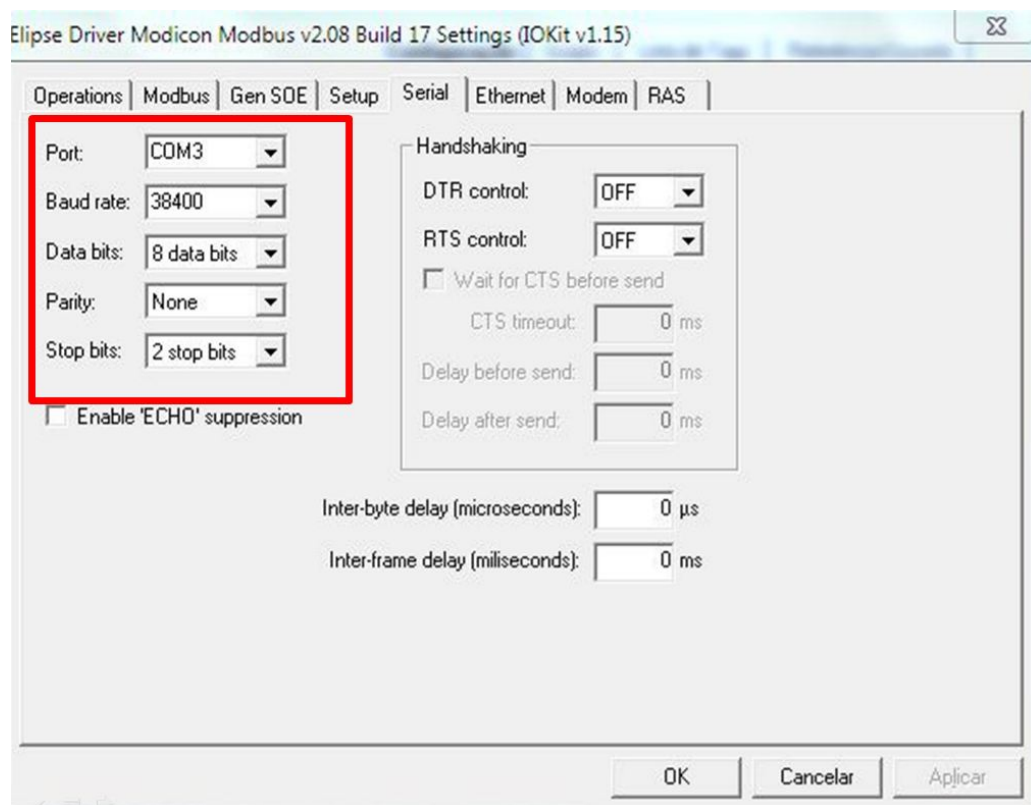 Elipse Driver Modicon Modbus v2.08 Build 17 Settings (IOKit v1.15)
Operations Modbus Gen SOE Setup Serial Ethernet Modem RAS
Port: COM3
Baud rate: 38400
Data bits: 8 data bits
Parity: None
Stop bits: 2 stop bits
Enable 'ECHO' suppression
Handshaking
DTR control: OFF
RTS control: OFF
Wait for CTS before send
CTS timeout: 0 ms
Delay before send: 0 ms
Delay after send: 0 ms
Inter-byte delay (microseconds): 0 µs
Inter-frame delay (miliseconds): 0 ms
OK Cancelar Aplicar